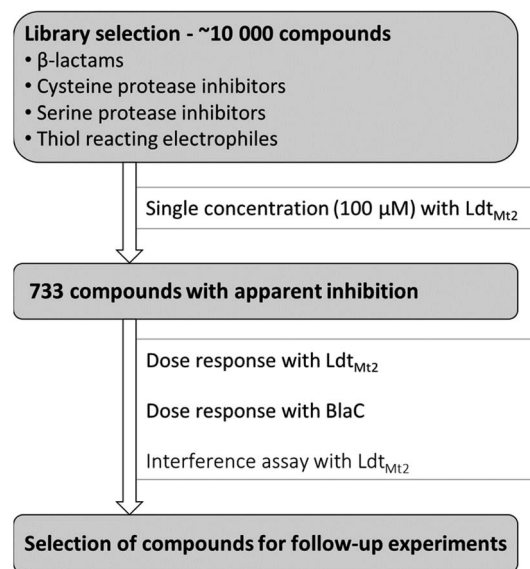 Library selection - ~10 000 compounds
• β-lactams
• Cysteine protease inhibitors
• Serine protease inhibitors
• Thiol reacting electrophiles
Single concentration (100 μM) with LdtMt2
733 compounds with apparent inhibition
Dose response with LdtMt2
Dose response with BlaC
Interference assay with LdtMt2
Selection of compounds for follow-up experiments